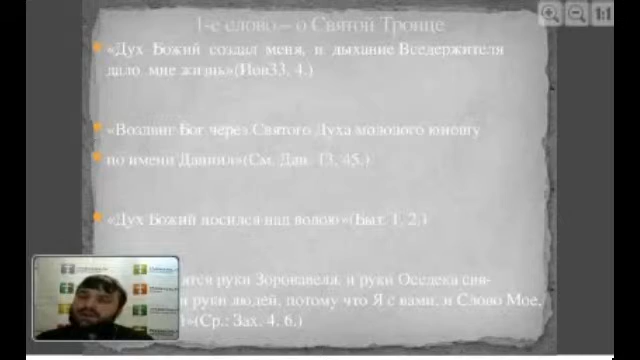 1-е слово – о Святой Троице
«Дух Божий создал меня, и дыхание Вседержителя
дало мне жизнь»(Иов33, 4.)
«Воздвиг Бог через Святого Духа молодого юношу
по имени Даниил»(См. Дан. 13, 45.)
«Дух Божий носился над водою»(Быт. 1, 2.)
руки Зоровавеля, и руки Оседека
руки людей, потому что Я с вами, и Слово Мое,
(Ср.: Зах. 4, 6.)
1:1